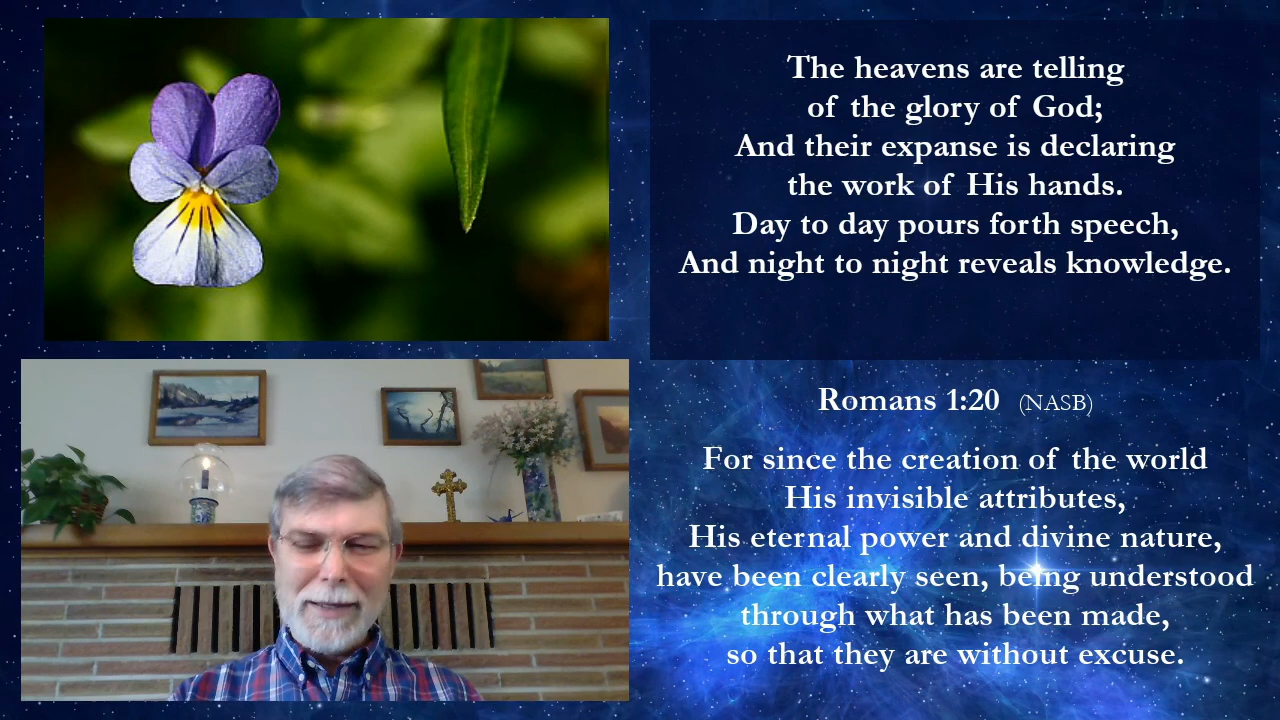 The heavens are telling
of the glory of God;
And their expanse is declaring
the work of His hands.
Day to day pours forth speech,
And night to night reveals knowledge.
Romans 1:20 (NASB)
For since the creation of the world
His invisible attributes,
His eternal power and divine nature,
have been clearly seen, being understood
through what has been made,
so that they are without excuse.